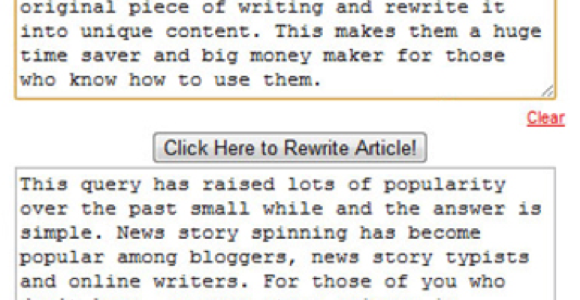 original piece of writing and rewrite it
into unique content. This makes them a huge
time saver and big money maker for those
who know how to use them.
Clear
Click Here to Rewrite Article!
This query has raised lots of popularity
over the past small while and the answer is
simple. News story spinning has become
popular among bloggers, news story typists
and online writers. For those of you who